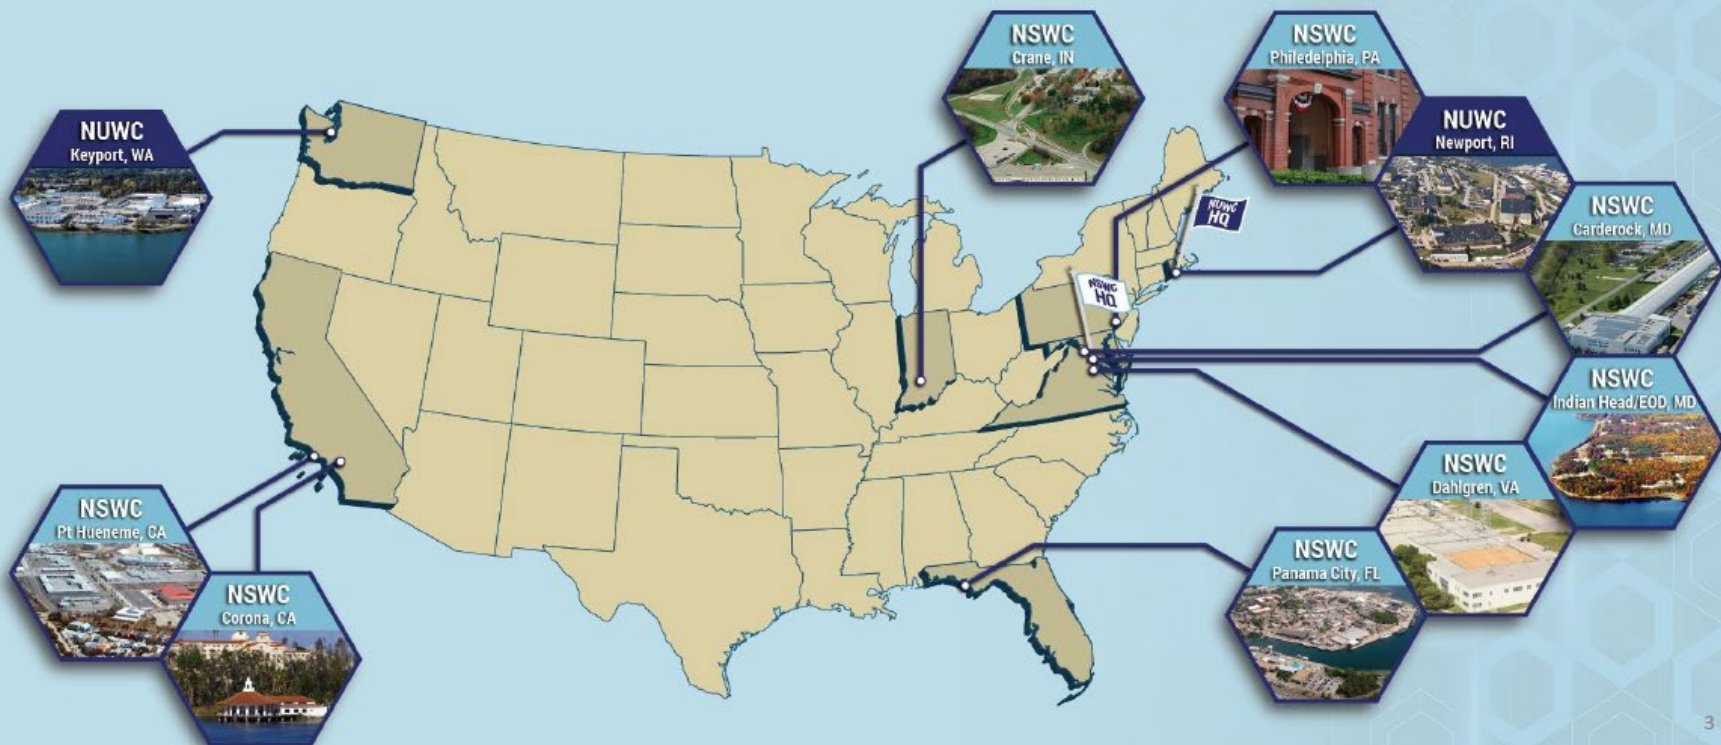 NSWC
Crane, IN
NSWC
Philedelphia, PA
NUWC
Keyport, WA
NUWC
Newport, RI
NUWC
HQ
NSWC
Carderock, MD
NSWC
HQ
NSWC
Indian Head/EOD, MD
NSWC
Dahlgren, VA
NSWC
Pt Hueneme, CA
NSWC
Panama City, FL
NSWC
Corona, CA
3